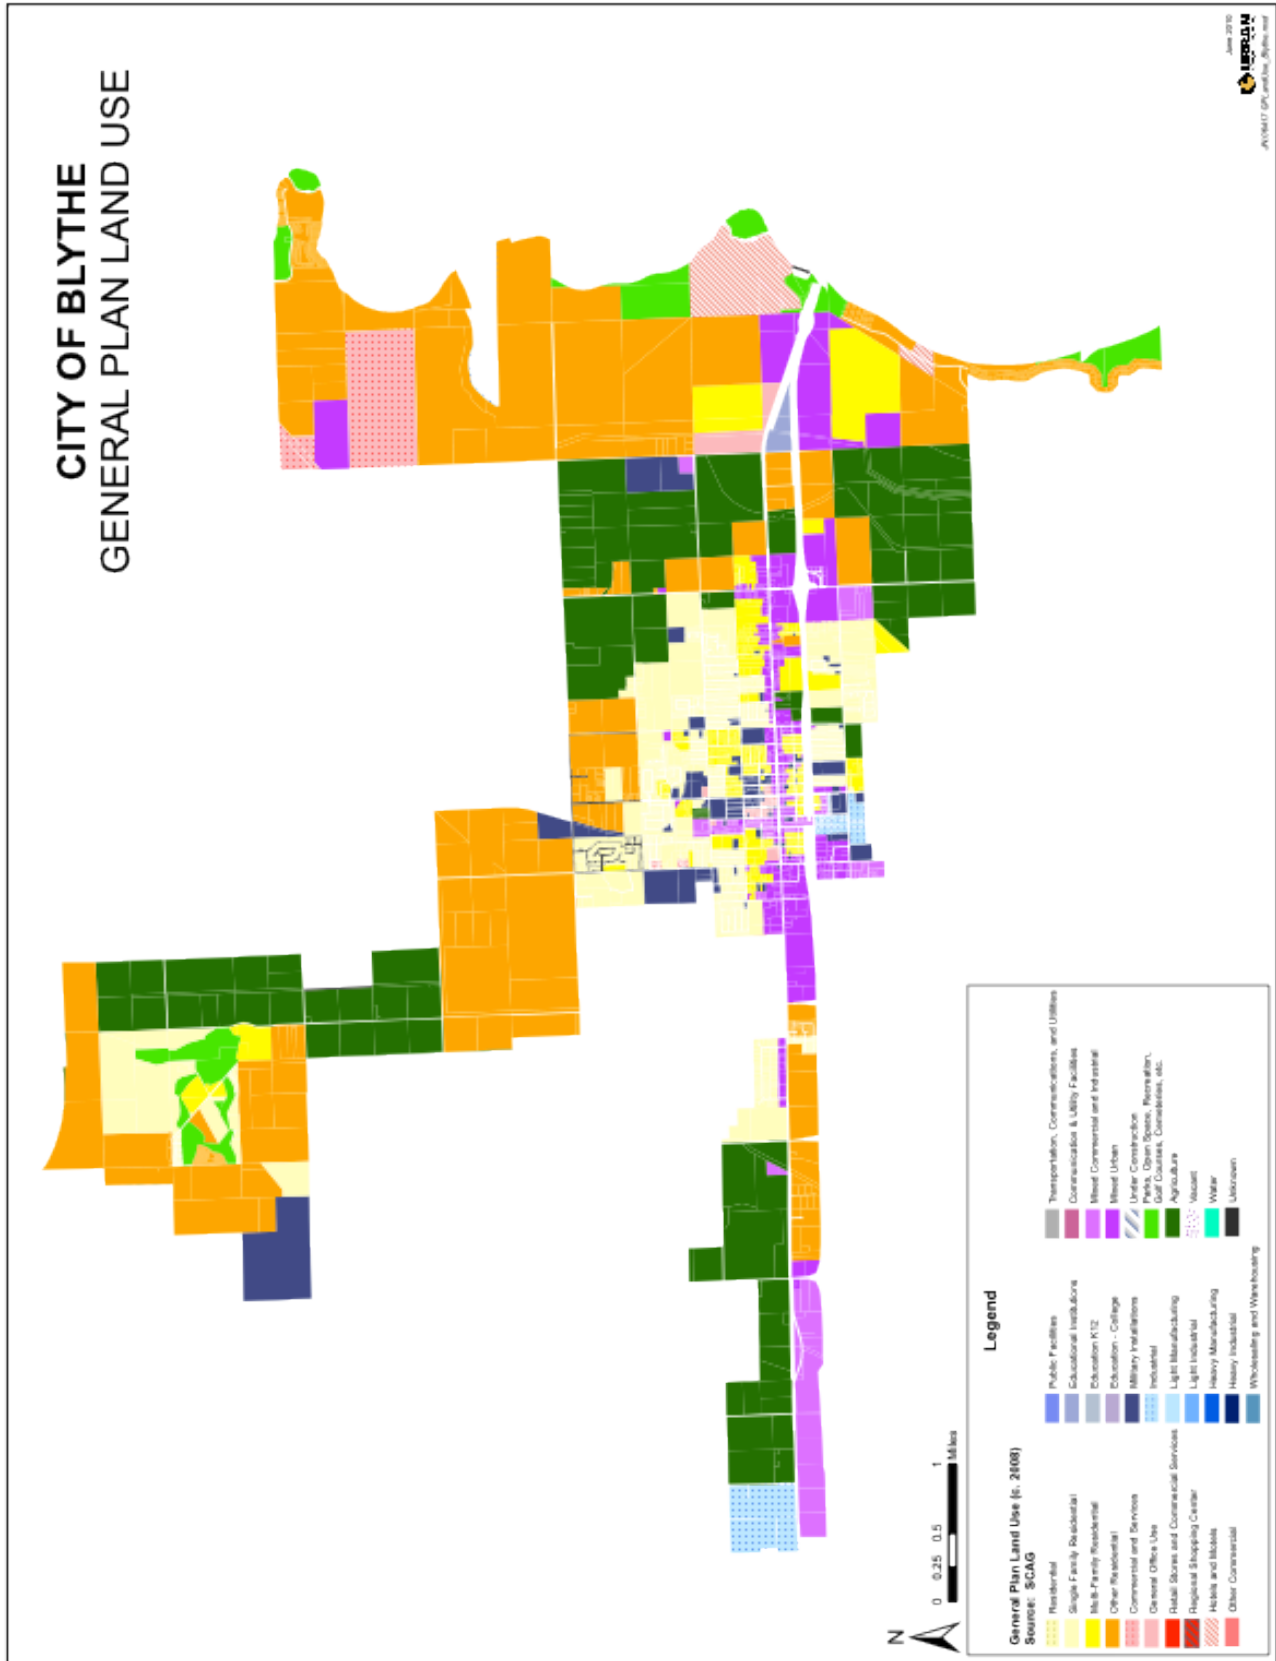 CITY OF BLYTHE
GENERAL PLAN LAND USE
June 2010
URBAN
N
0 0.25 0.5 1
Miles
Legend
General Plan Land Use (c. 2008)
Source: SCAG
Residential
Single Family Residential
Multi-Family Residential
Other Residential
Commercial and Services
General Office Use
Retail Stores and Commercial Services
Regional Shopping Center
Hotels and Motels
Other Commercial
Public Facilities
Educational Institutions
Education K12
Education - College
Military Installations
Industrial
Light Manufacturing
Light Industrial
Heavy Manufacturing
Heavy Industrial
Wholesaling and Warehousing
Transportation, Communications, and Utilities
Communication & Utility Facilities
Mixed Commercial and Industrial
Mixed Urban
Under Construction
Parks, Open Space, Recreation,
Golf Courses, Cemeteries, etc.
Agriculture
Vacant
Water
Unknown